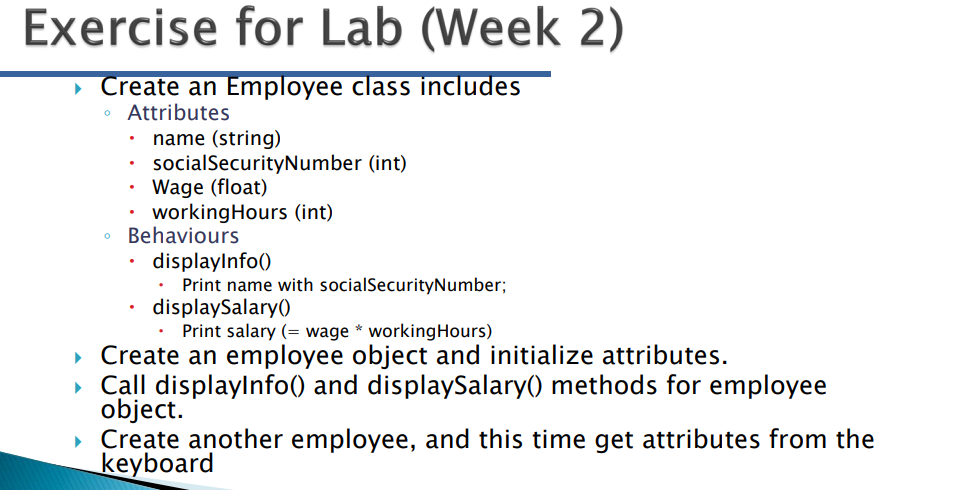 Exercise for Lab (Week 2)
Create an Employee class includes
Attributes
name (string)
socialSecurityNumber (int)
Wage (float)
workingHours (int)
Behaviours
displayInfo()
Print name with socialSecurityNumber;
displaySalary()
Print salary (= wage * workingHours)
Create an employee object and initialize attributes.
Call displayInfo() and displaySalary() methods for employee
object.
Create another employee, and this time get attributes from the
keyboard